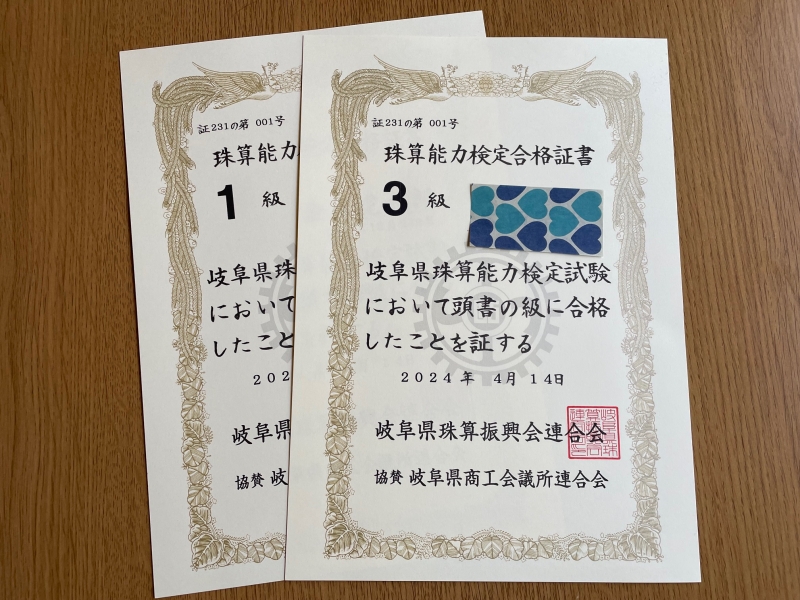 証231の第 001号
珠算能力
1 級
岐阜県珠
において
したこと
202
岐阜県
協賛 岐
証231の第 001号
珠算能力検定合格証書
3 級
岐阜県珠算能力検定試験
において頭書の級に合格
したことを証する
2024 年 4月 14日
岐阜県珠算振興会連合会
協賛 岐阜県商工会議所連合会